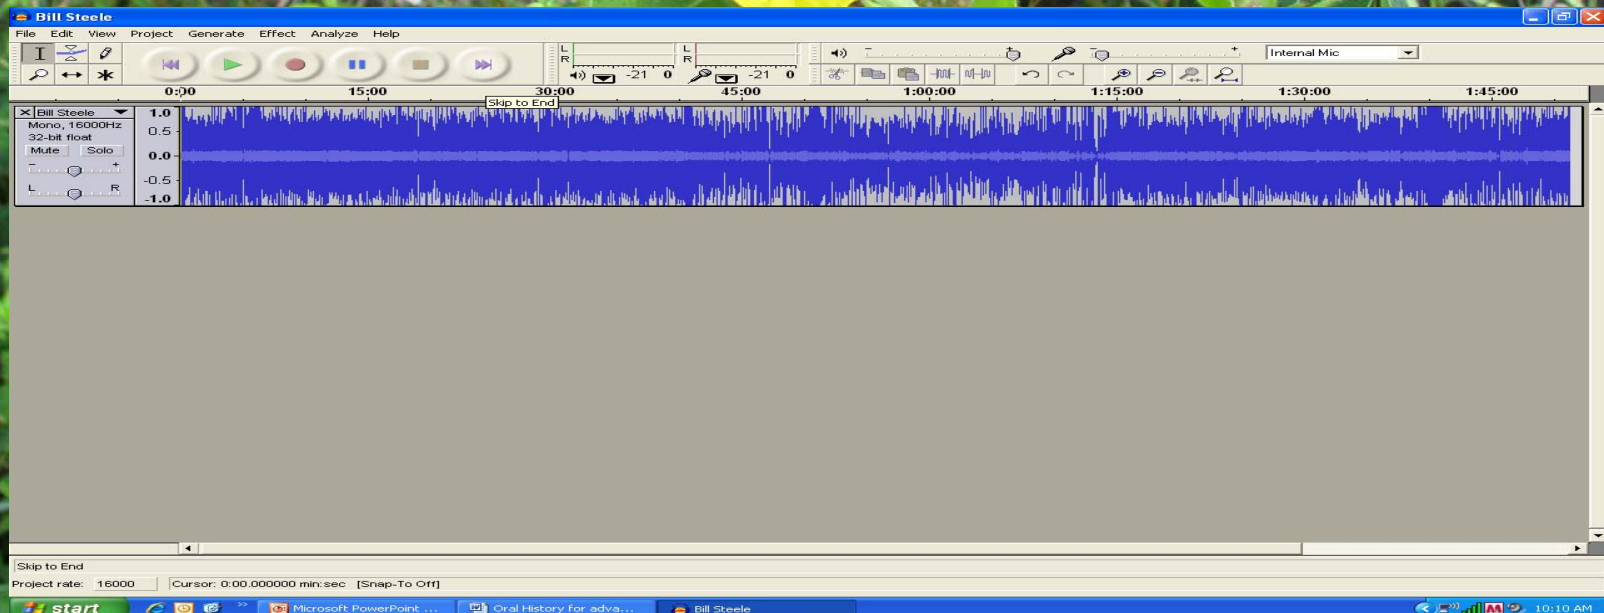 Bill Steele
File Edit View Project Generate Effect Analyze Help
L
R
-21 0
L
R
-21 0
Internal Mic
0:00 15:00 30:00 45:00 1:00:00 1:15:00 1:30:00 1:45:00
Skip to End
Bill Steele
Mono, 16000Hz
32-bit float
Mute Solo
- +
L R
1.0
0.5
0.0
-0.5
-1.0
Skip to End
Project rate: 16000 Cursor: 0:00.000000 min:sec [Snap-To Off]
start Microsoft PowerPoint ... Oral History for adva... Bill Steele 10:10 AM